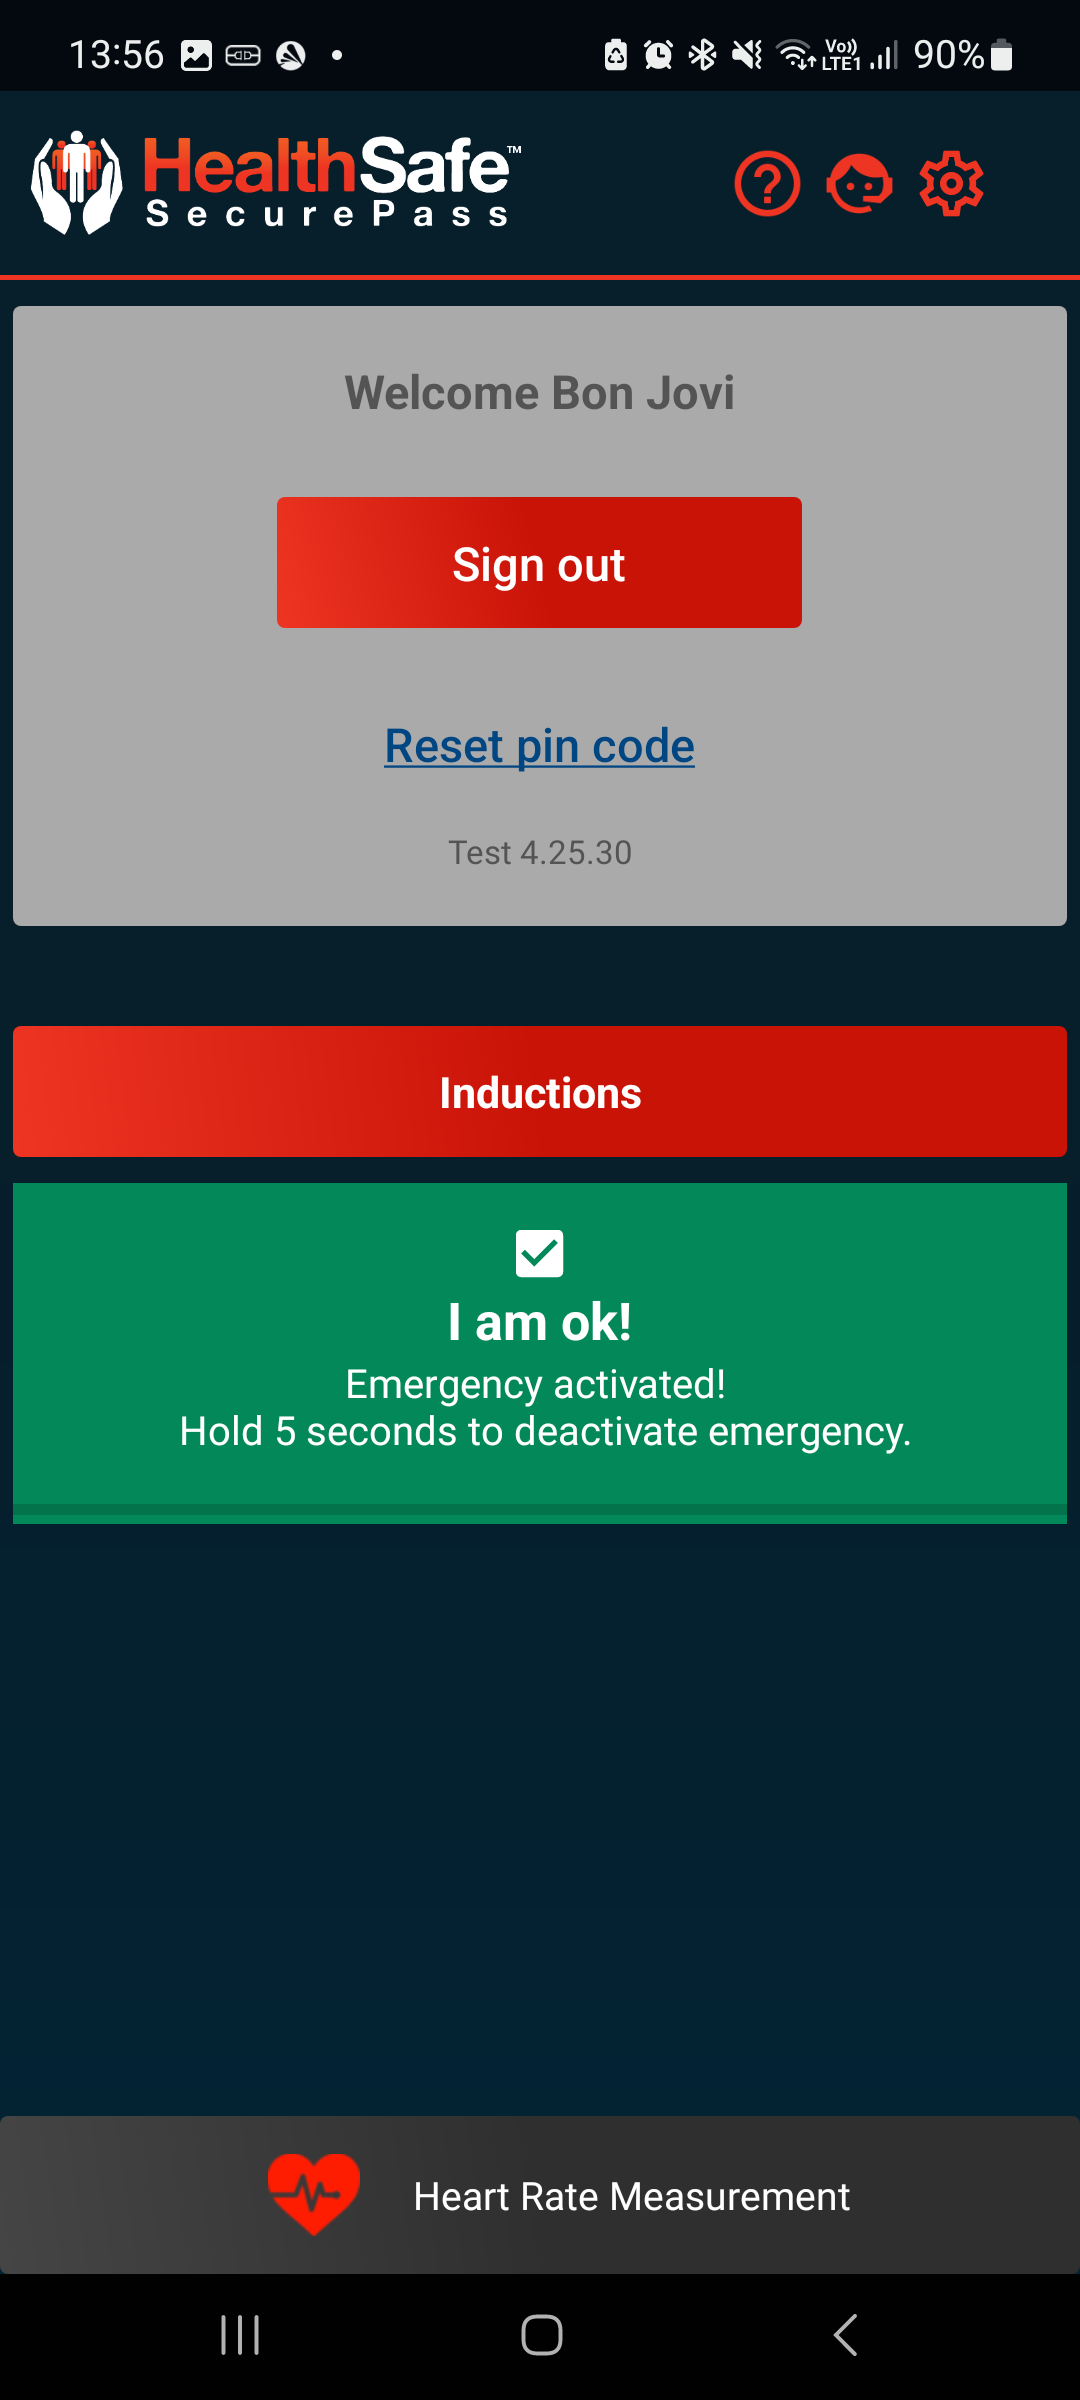 13:56
Vo))
LTE1
90%
HealthSafe™
SecurePass
Welcome Bon Jovi
Sign out
Reset pin code
Test 4.25.30
Inductions
I am ok!
Emergency activated!
Hold 5 seconds to deactivate emergency.
Heart Rate Measurement